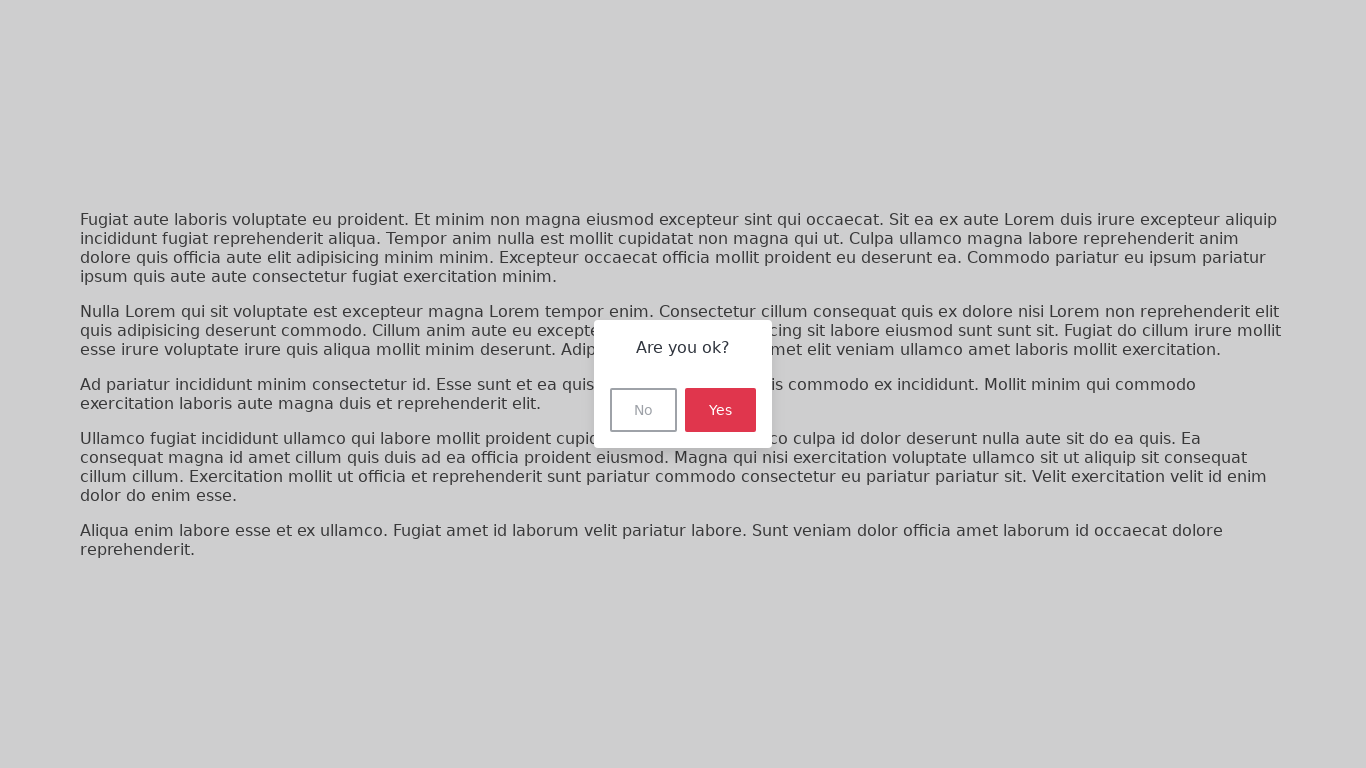 Fugiat aute laboris voluptate eu proident. Et minim non magna eiusmod excepteur sint qui occaecat. Sit ea ex aute Lorem duis irure excepteur aliquip
incididunt fugiat reprehenderit aliqua. Tempor anim nulla est mollit cupidatat non magna qui ut. Culpa ullamco magna labore reprehenderit anim
dolore quis officia aute elit adipisicing minim minim. Excepteur occaecat officia mollit proident eu deserunt ea. Commodo pariatur eu ipsum pariatur
ipsum quis aute aute consectetur fugiat exercitation minim.
Nulla Lorem qui sit voluptate est excepteur magna Lorem tempor enim. Consectetur cillum consequat quis ex dolore nisi Lorem non reprehenderit elit
quis adipisicing deserunt commodo. Cillum anim aute eu sit labore eiusmod sunt sunt sit. Fugiat do cillum irure mollit
esse irure voluptate irure quis aliqua mollit minim deserunt. elit veniam ullamco amet laboris mollit exercitation.
Are you ok?
Ad pariatur incididunt minim consectetur id. Esse sunt et ea quis commodo ex incididunt. Mollit minim qui commodo
exercitation laboris aute magna duis et reprehenderit elit.
No
Yes
Ullamco fugiat incididunt ullamco qui labore mollit proident culpa id dolor deserunt nulla aute sit do ea quis. Ea
consequat magna id amet cillum quis duis ad ea officia proident eiusmod. Magna qui nisi exercitation voluptate ullamco sit ut aliquip sit consequat
cillum cillum. Exercitation mollit ut officia et reprehenderit sunt pariatur commodo consectetur eu pariatur pariatur sit. Velit exercitation velit id enim
dolor do enim esse.
Aliqua enim labore esse et ex ullamco. Fugiat amet id laborum velit pariatur labore. Sunt veniam dolor officia amet laborum id occaecat dolore
reprehenderit.